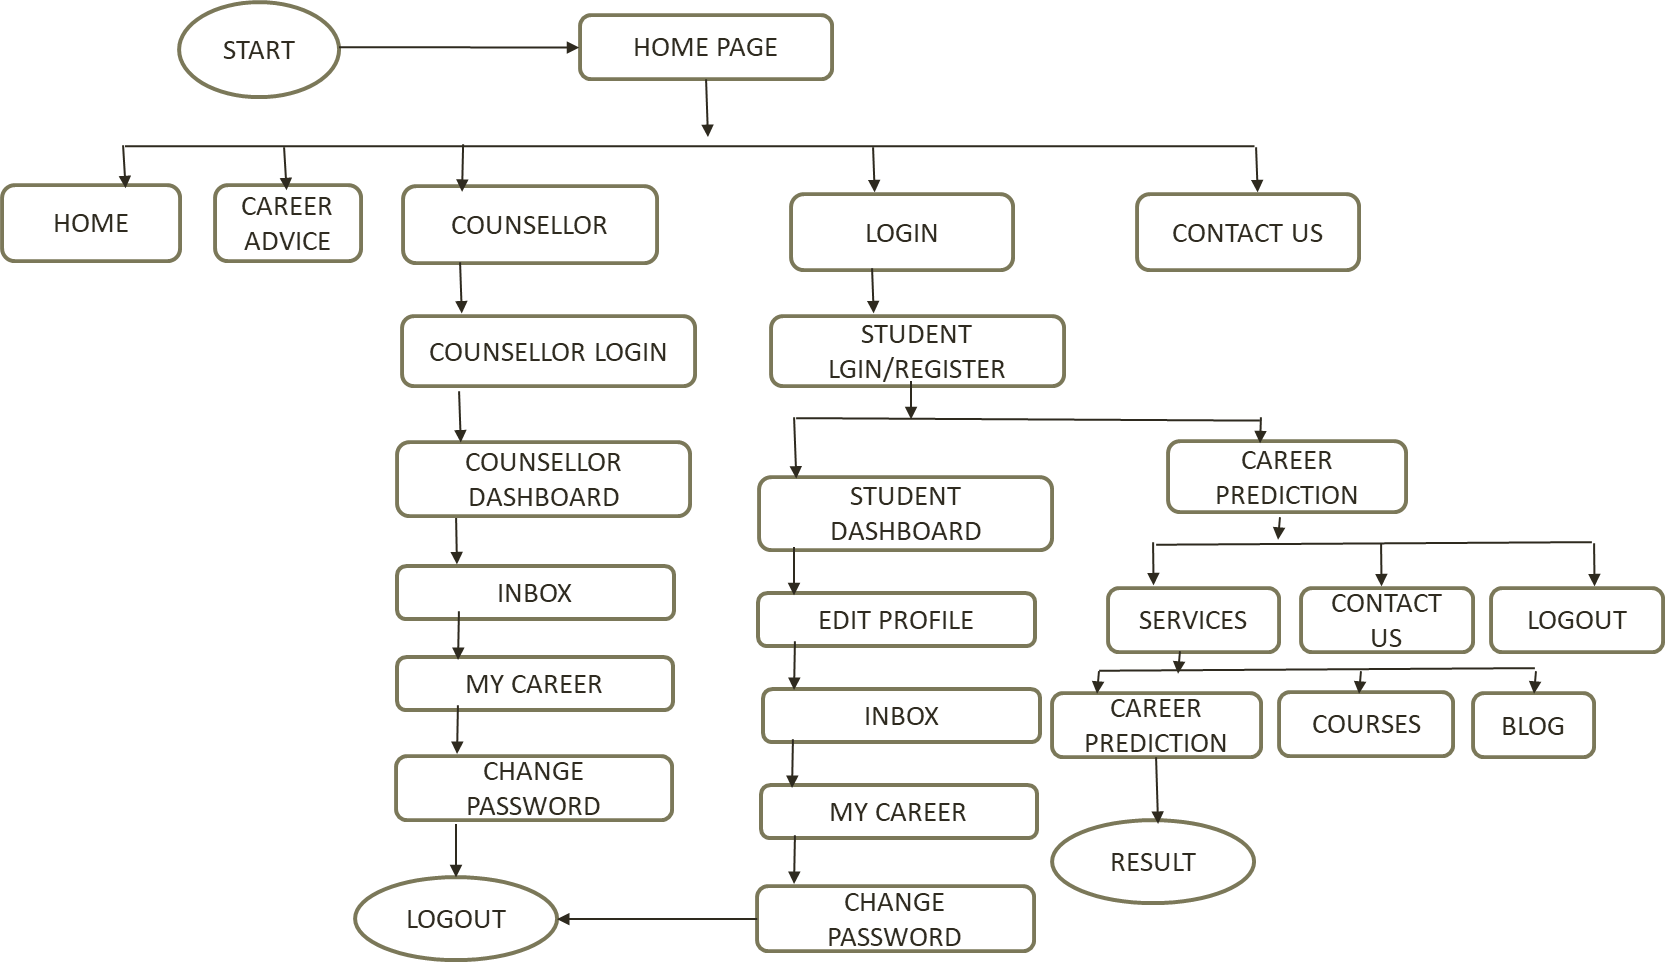 START
HOME PAGE
HOME
CAREER
ADVICE
COUNSELLOR
LOGIN
CONTACT US
COUNSELLOR LOGIN
STUDENT
LGIN/REGISTER
COUNSELLOR
DASHBOARD
STUDENT
DASHBOARD
CAREER
PREDICTION
INBOX
EDIT PROFILE
SERVICES
CONTACT
US
LOGOUT
MY CAREER
INBOX
CAREER
PREDICTION
COURSES
BLOG
CHANGE
PASSWORD
MY CAREER
RESULT
LOGOUT
CHANGE
PASSWORD